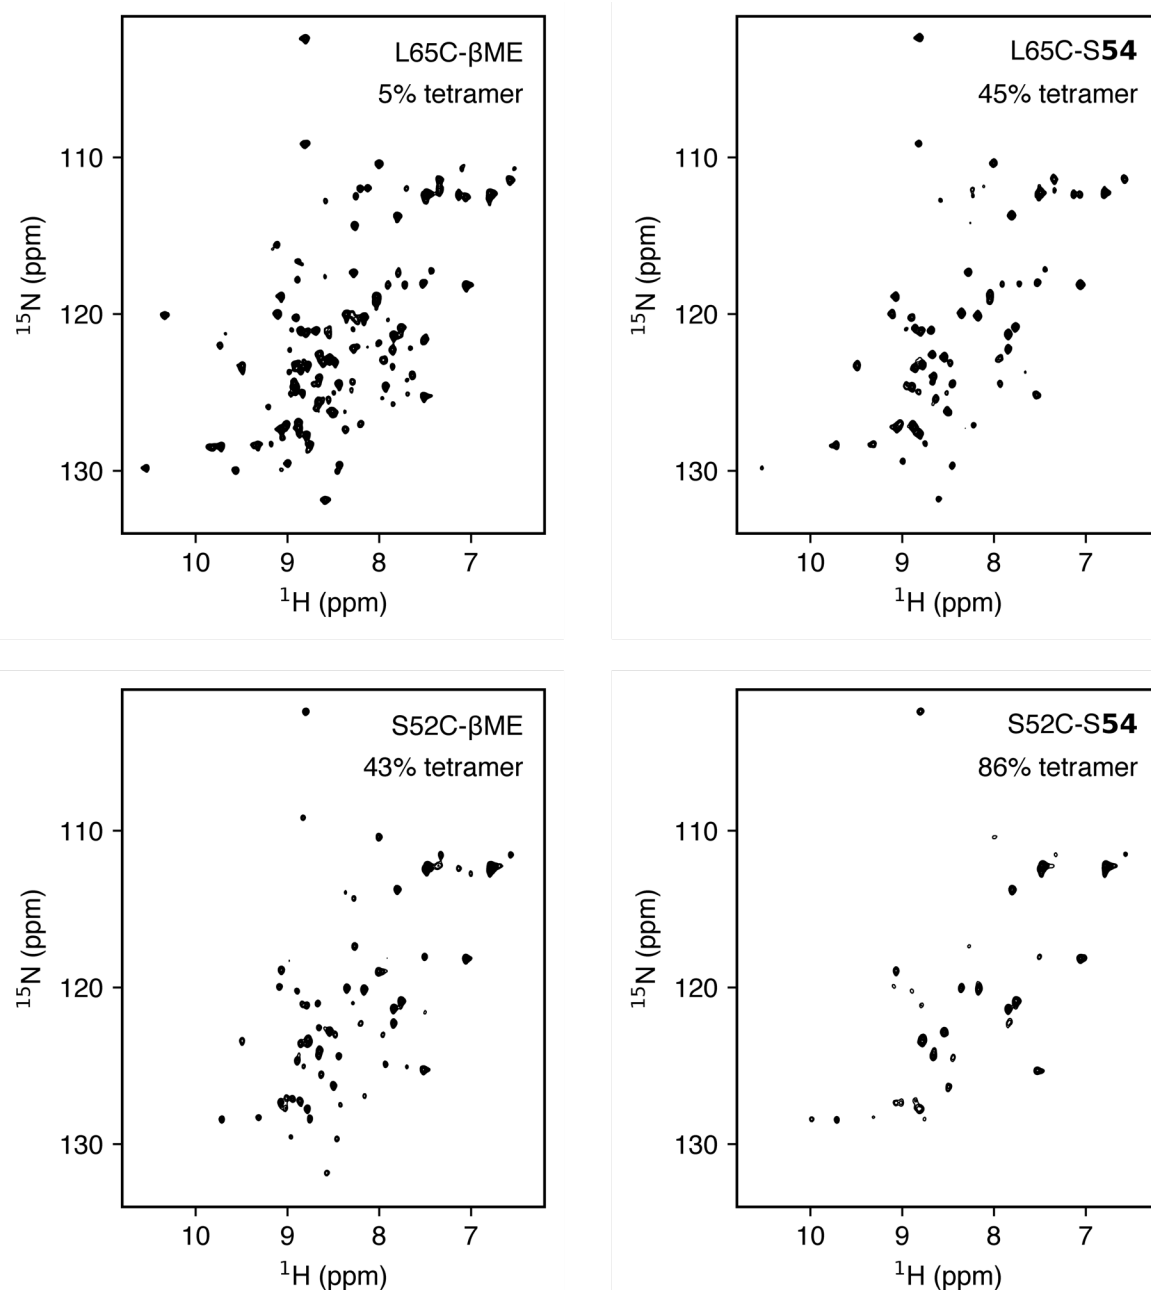 L65C-βME
5% tetramer
110
120
130
15N (ppm)
10 9 8 7
1H (ppm)
L65C-S54
45% tetramer
110
120
130
15N (ppm)
10 9 8 7
1H (ppm)
S52C-βME
43% tetramer
110
120
130
15N (ppm)
10 9 8 7
1H (ppm)
S52C-S54
86% tetramer
110
120
130
15N (ppm)
10 9 8 7
1H (ppm)